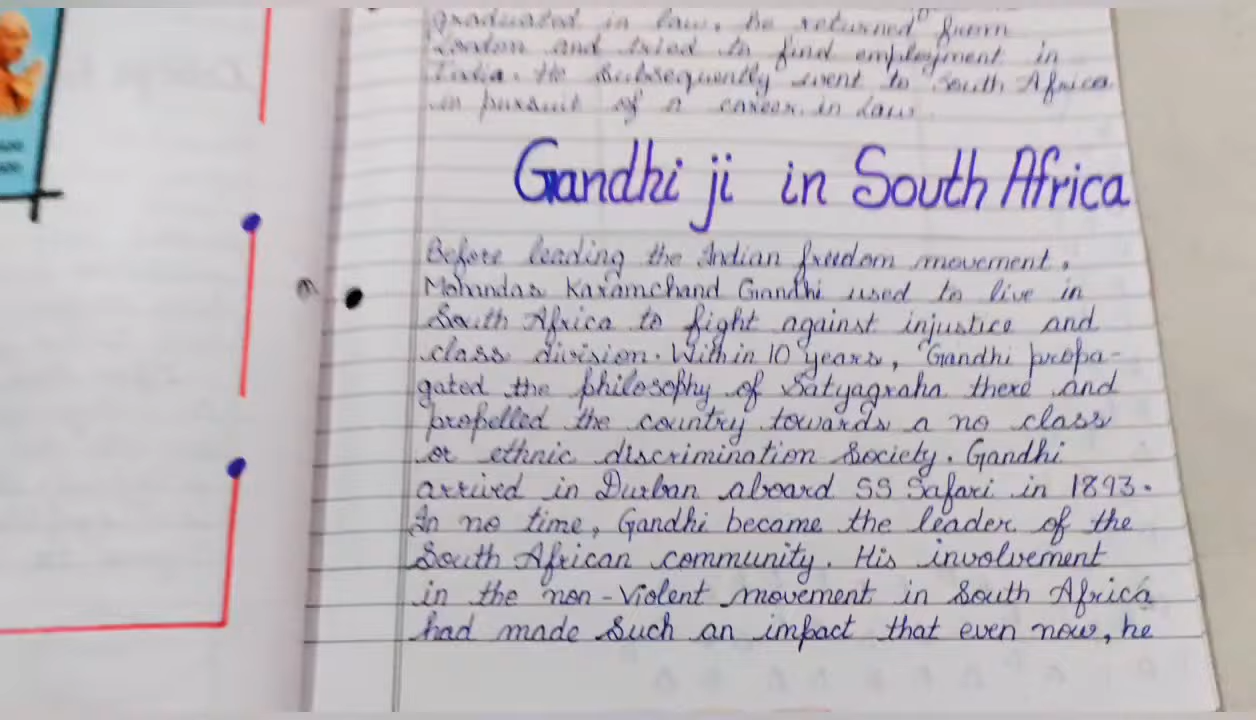 graduated in law, he returned from
London and tried to find employment in
India. He subsequently went to South Africa
in pursuit of a career in Law
Gandhi ji in South Africa
Before leading the Indian freedom movement,
Mohandas Karamchand Gandhi used to live in
South Africa to fight against injustice and
class division. Within 10 years, Gandhi propa-
gated the philosophy of Satyagraha there and
propelled the country towards a no class
or ethnic discrimination Society. Gandhi
arrived in Durban aboard SS Safari in 1893.
In no time, Gandhi became the leader of the
South African community. His involvement
in the non-Violent movement in South Africa
had made such an impact that even now, he